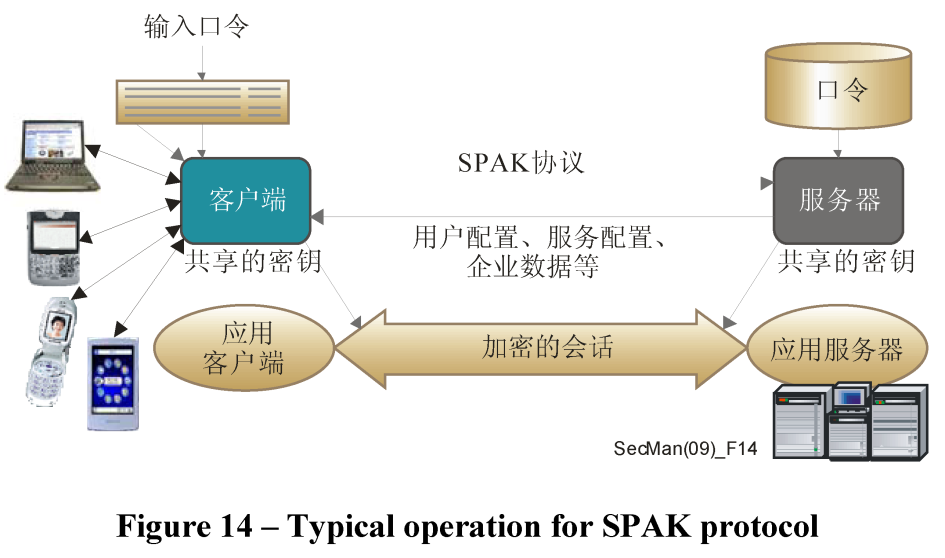 输入口令
口令
SPAK协议
客户端
服务器
用户配置、服务配置、
企业数据等
共享的密钥
共享的密钥
应用
客户端
加密的会话
应用服务器
SecMan(09)_F14
Figure 14 – Typical operation for SPAK protocol